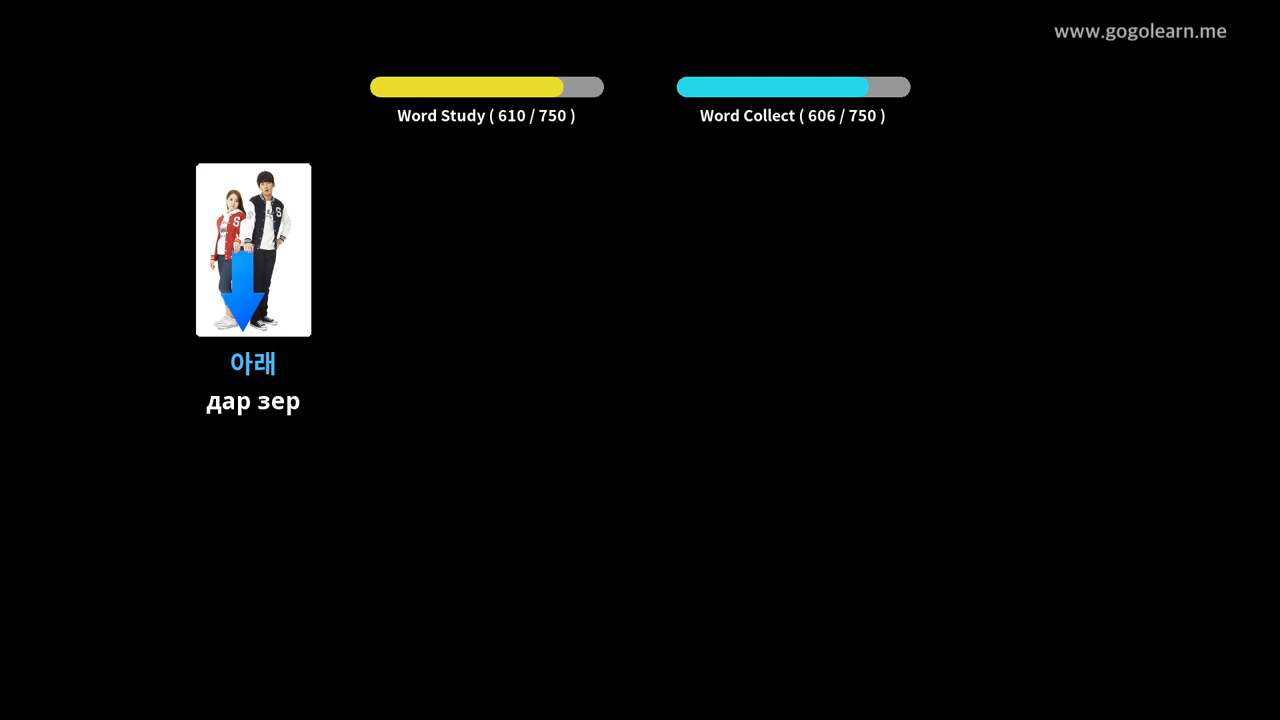 www.gogolearn.me
Word Study ( 610 / 750 )
Word Collect ( 606 / 750 )
S
S
아래
дар зер